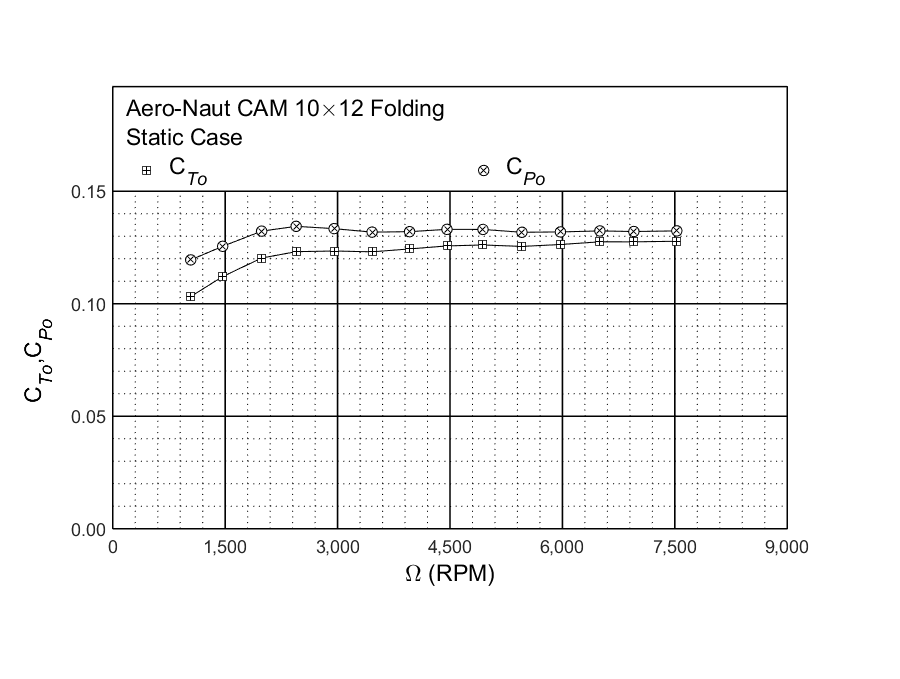 Aero-Naut CAM 10×12 Folding
Static Case
C_To C_Po
0.15
0.10
0.05
0.00
C_To, C_Po
0 1,500 3,000 4,500 6,000 7,500 9,000
Ω (RPM)